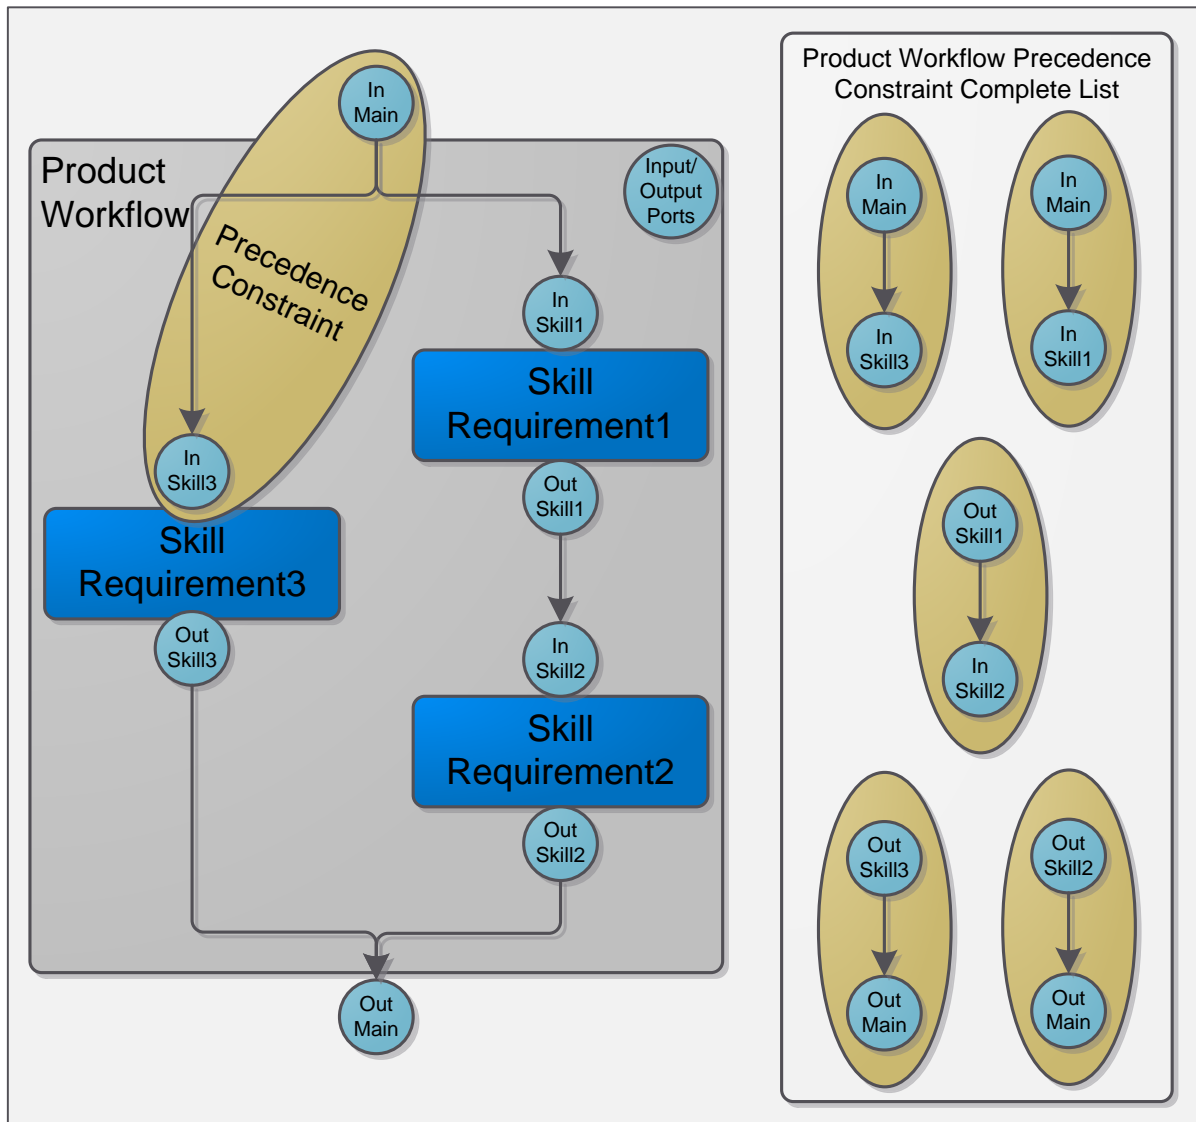 In
Main
Product
Workflow
Input/
Output
Ports
Precedence
Constraint
In
Skill1
Skill
Requirement1
In
Skill3
Out
Skill1
Skill
Requirement3
Out
Skill3
In
Skill2
Skill
Requirement2
Out
Skill2
Out
Main
Product Workflow Precedence
Constraint Complete List
In
Main
In
Skill3
In
Main
In
Skill1
Out
Skill1
In
Skill2
Out
Skill3
Out
Main
Out
Skill2
Out
Main